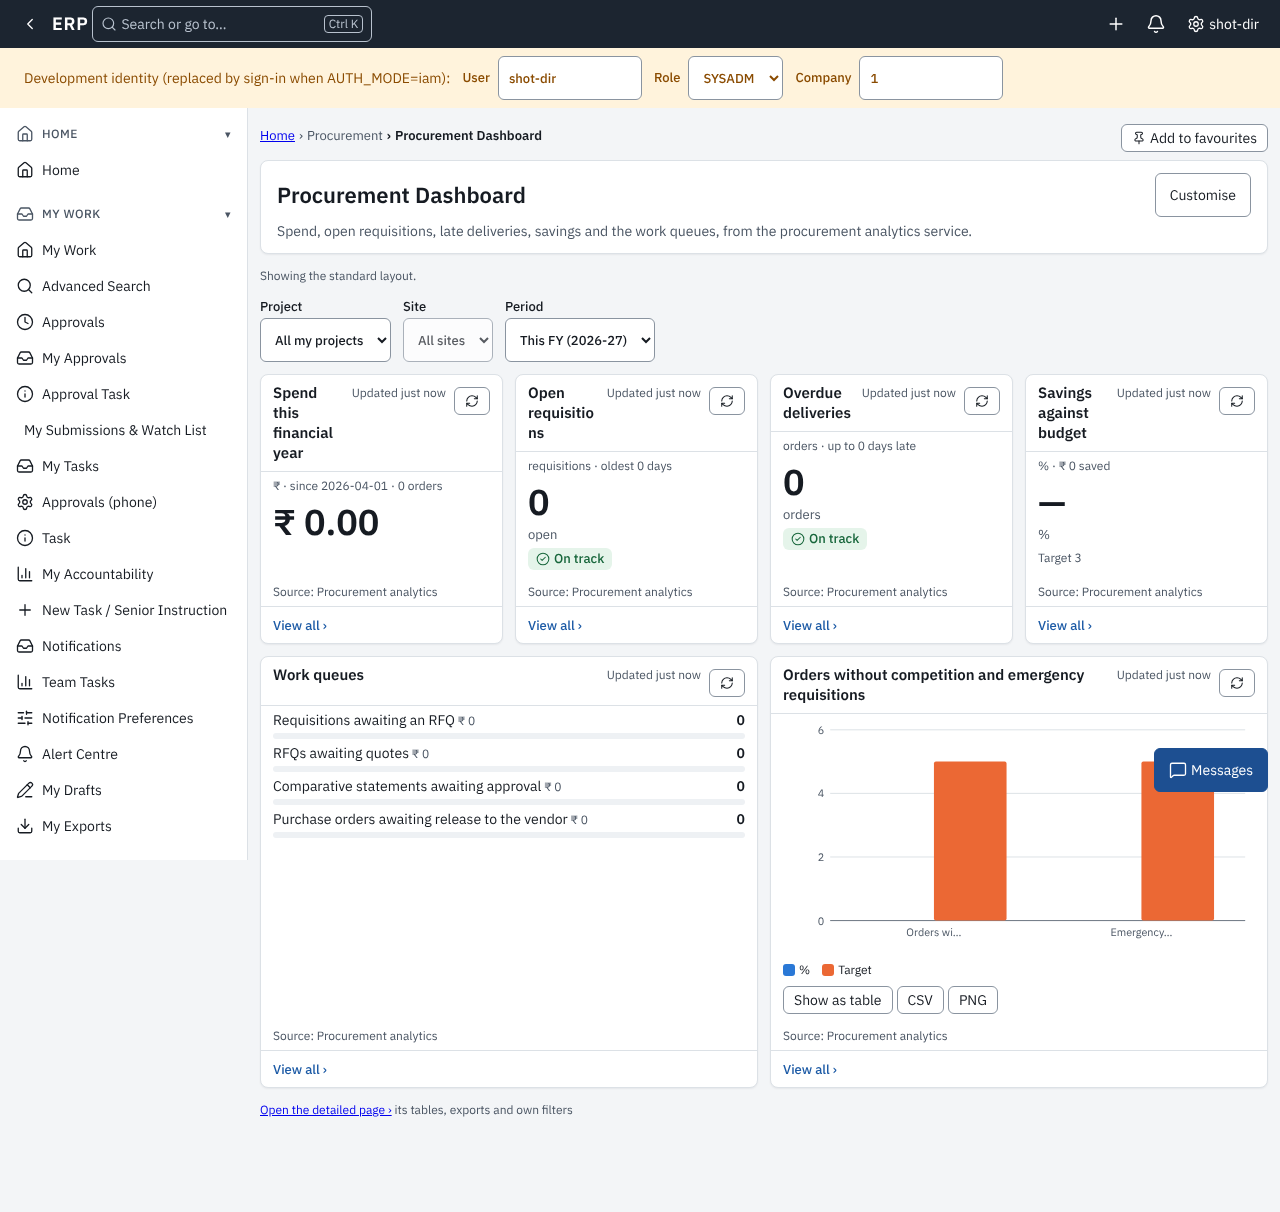 ERP
Search or go to...
Ctrl K
shot-dir
Development identity (replaced by sign-in when AUTH_MODE=iam):
User
shot-dir
Role
SYSADM
Company
1
HOME
Home
MY WORK
My Work
Advanced Search
Approvals
My Approvals
Approval Task
My Submissions & Watch List
My Tasks
Approvals (phone)
Task
My Accountability
New Task / Senior Instruction
Notifications
Team Tasks
Notification Preferences
Alert Centre
My Drafts
My Exports
Home › Procurement › Procurement Dashboard
Add to favourites
Procurement Dashboard
Customise
Spend, open requisitions, late deliveries, savings and the work queues, from the procurement analytics service.
Showing the standard layout.
Project
All my projects
Site
All sites
Period
This FY (2026-27)
Spend
this
financial
year
Updated just now
₹ · since 2026-04-01 · 0 orders
₹ 0.00
Source: Procurement analytics
View all ›
Open
requisitio
ns
Updated just now
requisitions · oldest 0 days
0
open
On track
Source: Procurement analytics
View all ›
Overdue
deliveries
Updated just now
orders · up to 0 days late
0
orders
On track
Source: Procurement analytics
View all ›
Savings
against
budget
Updated just now
% · ₹ 0 saved
—
%
Target 3
Source: Procurement analytics
View all ›
Work queues
Updated just now
Requisitions awaiting an RFQ ₹ 0 0
RFQs awaiting quotes ₹ 0 0
Comparative statements awaiting approval ₹ 0 0
Purchase orders awaiting release to the vendor ₹ 0 0
Source: Procurement analytics
View all ›
Orders without competition and emergency
requisitions
Updated just now
6
4
2
0
Orders wi...
Emergency...
Messages
% Target
Show as table
CSV
PNG
Source: Procurement analytics
View all ›
Open the detailed page › its tables, exports and own filters